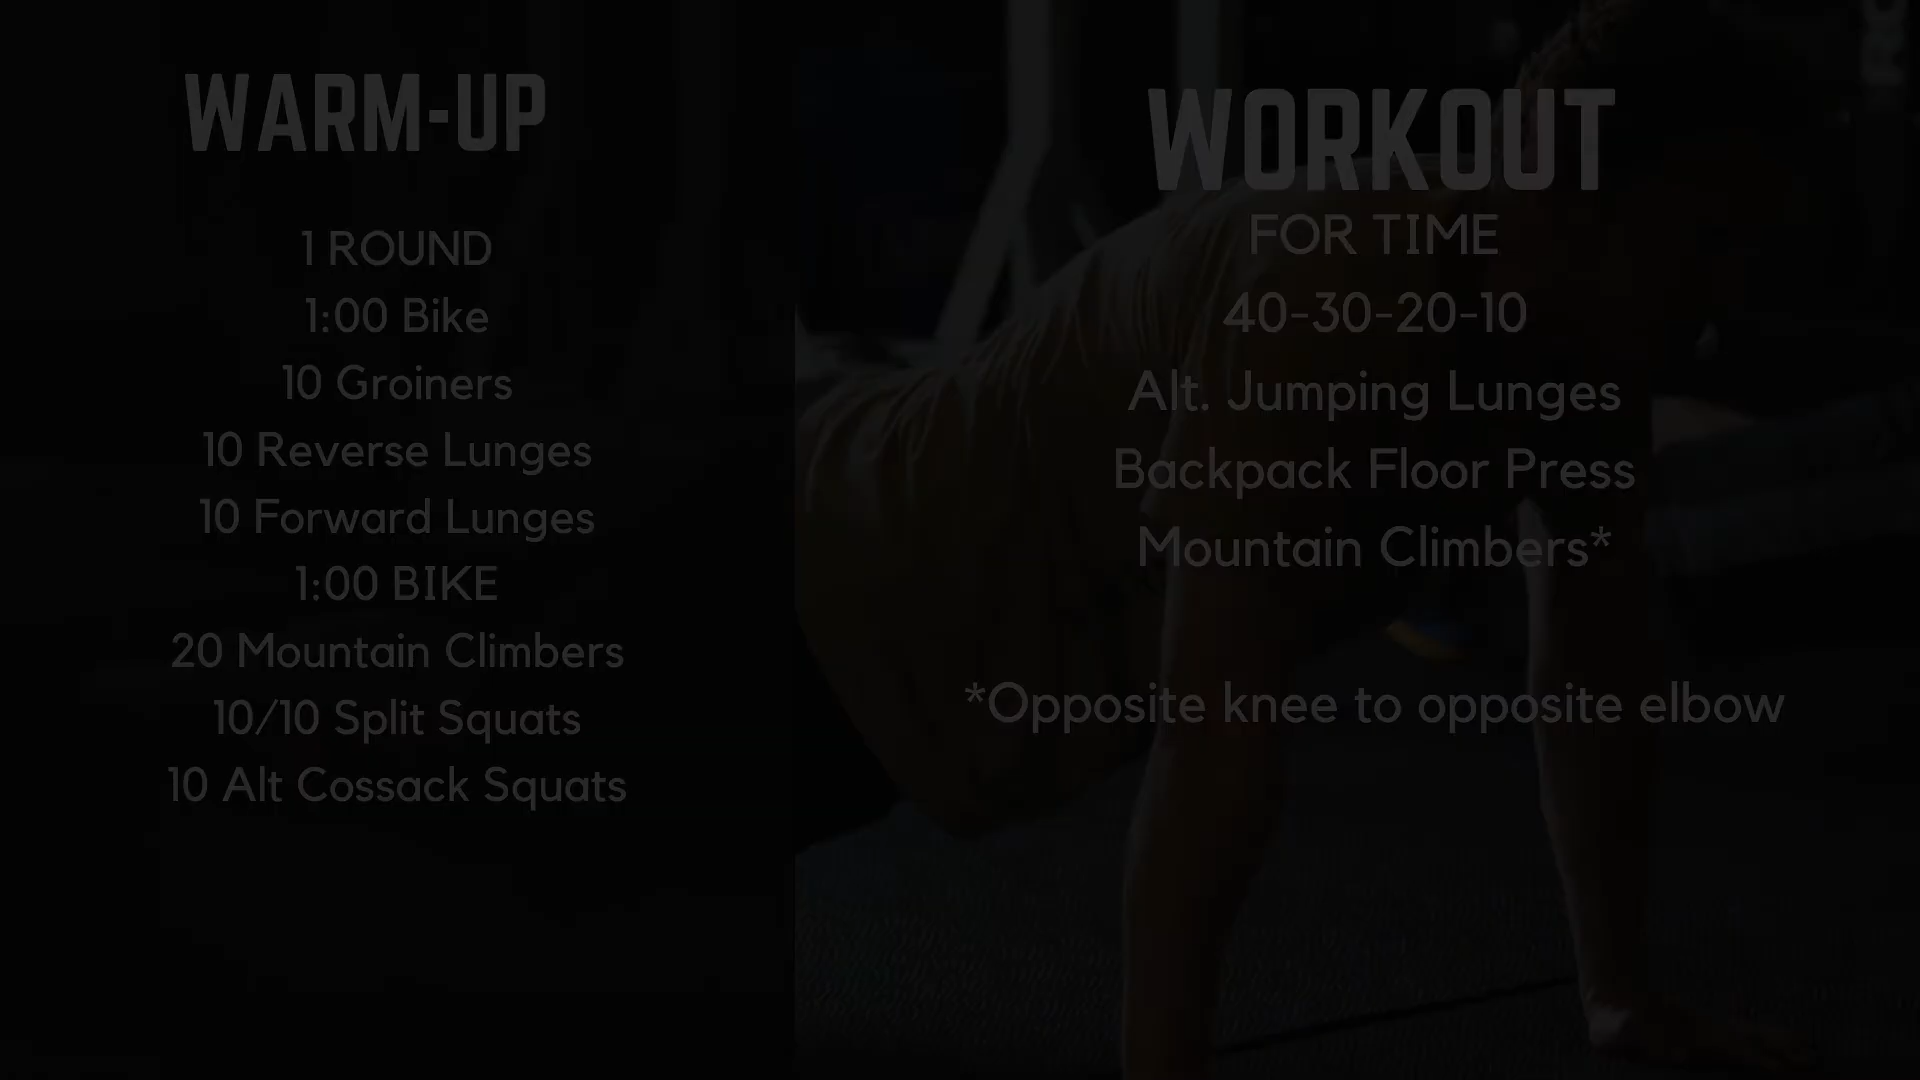 WARM-UP
1 ROUND
1:00 Bike
10 Groiners
10 Reverse Lunges
10 Forward Lunges
1:00 BIKE
20 Mountain Climbers
10/10 Split Squats
10 Alt Cossack Squats
WORKOUT
FOR TIME
40-30-20-10
Alt. Jumping Lunges
Backpack Floor Press
Mountain Climbers*
*Opposite knee to opposite elbow